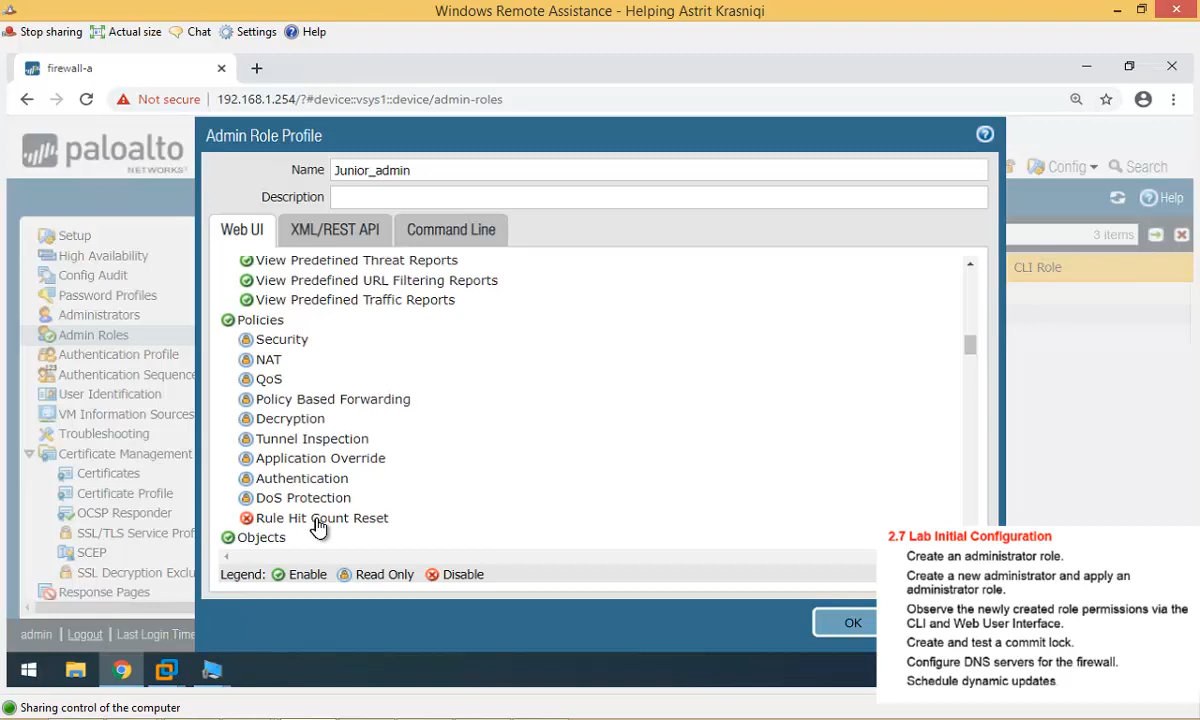 Windows Remote Assistance - Helping Astrit Krasniqi
Stop sharing Actual size Chat Settings Help
firewall-a
Not secure 192.168.1.254/?#device::vsys1::device/admin-roles
paloalto
NETWORKS
Config Search
Help
3 items
CLI Role
Setup
High Availability
Config Audit
Password Profiles
Administrators
Admin Roles
Authentication Profile
Authentication Sequence
User Identification
VM Information Sources
Troubleshooting
Certificate Management
Certificates
Certificate Profile
OCSP Responder
SSL/TLS Service Prof
SCEP
SSL Decryption Exclu
Response Pages
admin | Logout | Last Login Time
Admin Role Profile
Name Junior_admin
Description
Web UI XML/REST API Command Line
View Predefined Threat Reports
View Predefined URL Filtering Reports
View Predefined Traffic Reports
Policies
Security
NAT
QoS
Policy Based Forwarding
Decryption
Tunnel Inspection
Application Override
Authentication
DoS Protection
Rule Hit Count Reset
Objects
Legend: Enable Read Only Disable
OK
2.7 Lab Initial Configuration
Create an administrator role.
Create a new administrator and apply an
administrator role.
Observe the newly created role permissions via the
CLI and Web User Interface.
Create and test a commit lock.
Configure DNS servers for the firewall.
Schedule dynamic updates.
Sharing control of the computer